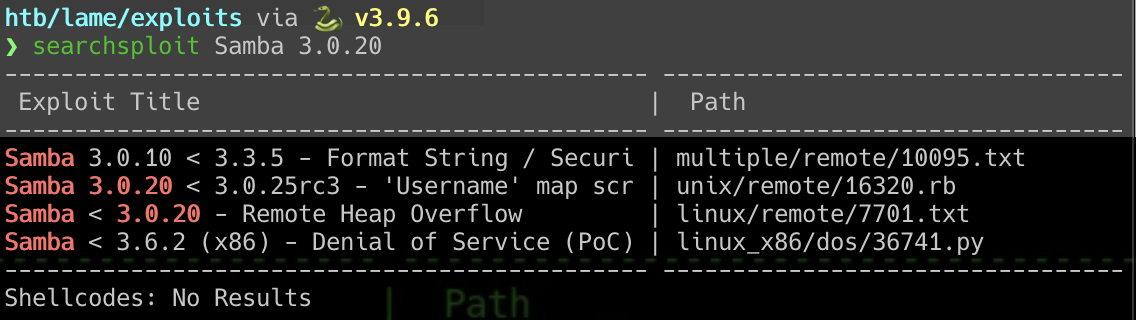 htb/lame/exploits via 🐍 v3.9.6
❯ searchsploit Samba 3.0.20
---------------------------------------------- ---------------------------------
 Exploit Title                                |  Path
---------------------------------------------- ---------------------------------
Samba 3.0.10 < 3.3.5 - Format String / Securi | multiple/remote/10095.txt
Samba 3.0.20 < 3.0.25rc3 - 'Username' map scr | unix/remote/16320.rb
Samba < 3.0.20 - Remote Heap Overflow         | linux/remote/7701.txt
Samba < 3.6.2 (x86) - Denial of Service (PoC) | linux_x86/dos/36741.py
---------------------------------------------- ---------------------------------
Shellcodes: No Results
| Path